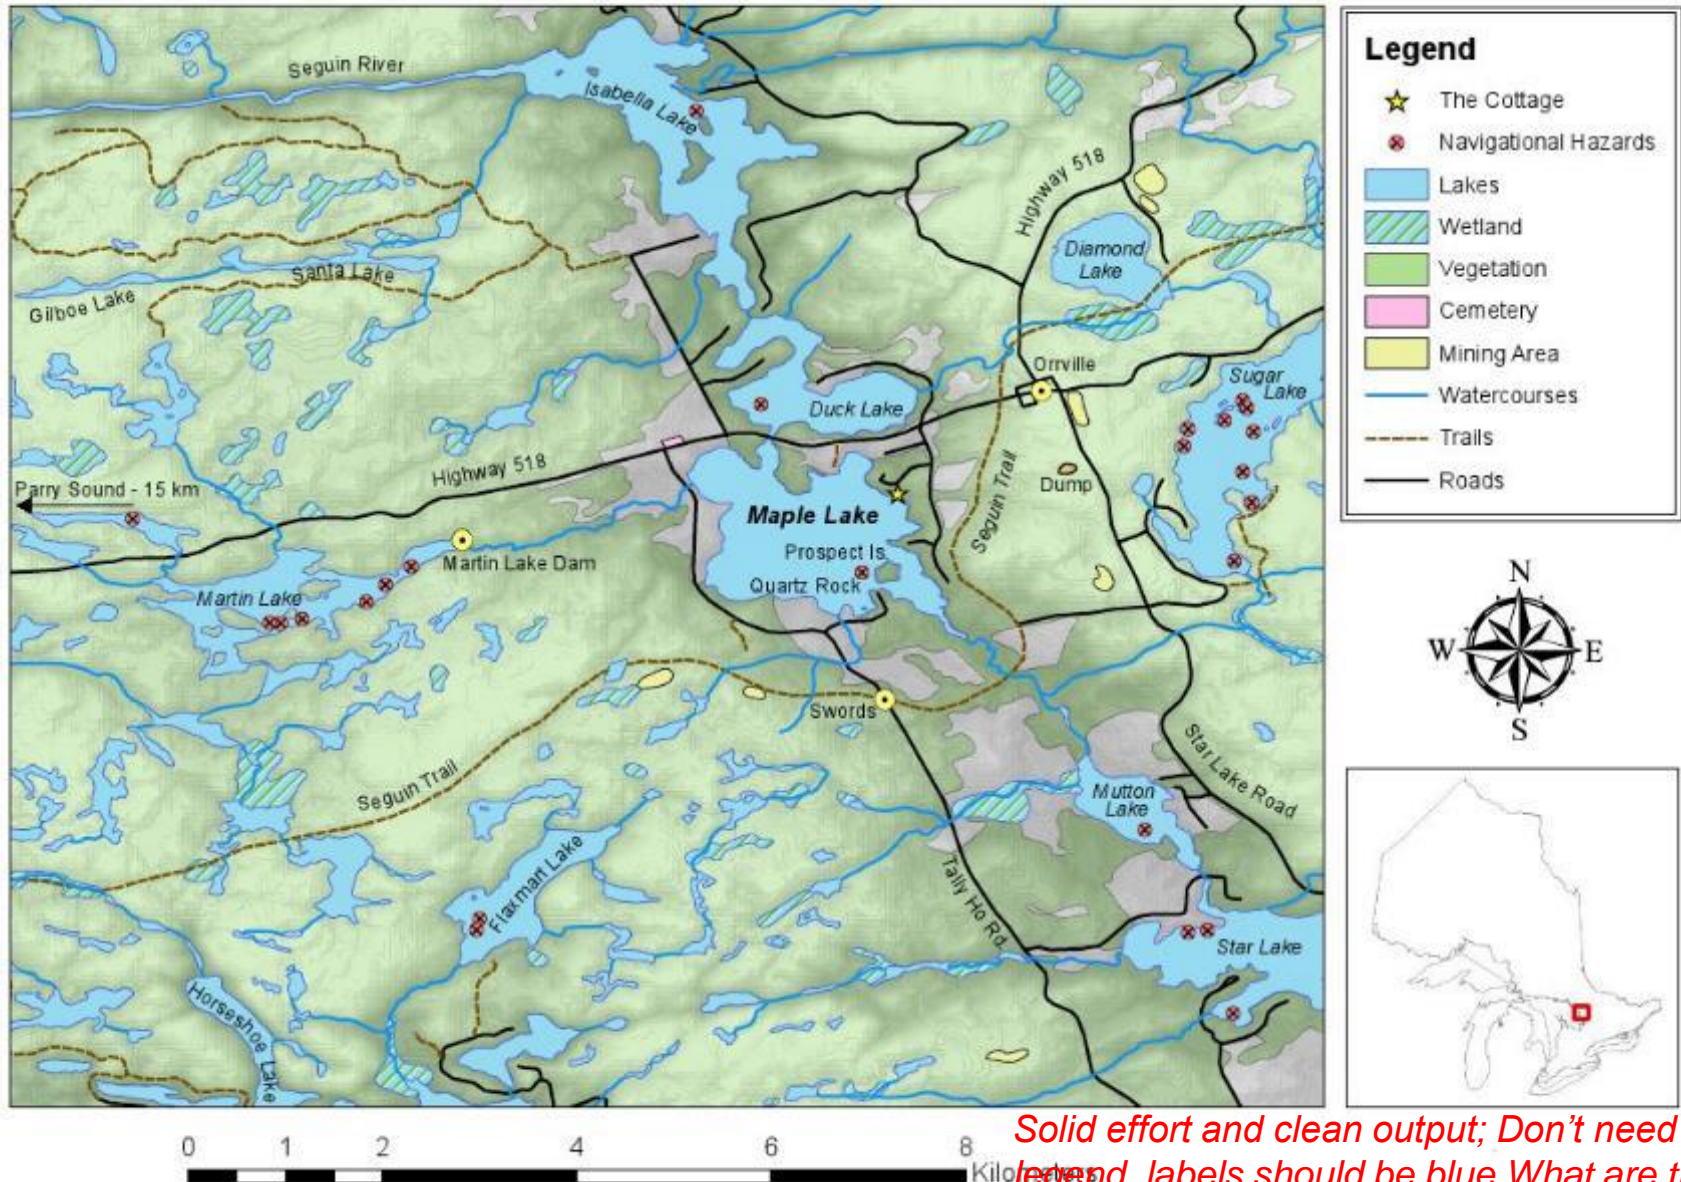 Seguin River
Isabella Lake
Highway 518
Diamond
Lake
Santa Lake
Gilboe Lake
Orrville
Sugar
Lake
Duck Lake
Highway 518
Parry Sound - 15 km
Seguin Trail
Dump
Maple Lake
Prospect Is.
Quartz Rock
Martin Lake Dam
Martin Lake
Swords
Star Lake Road
Seguin Trail
Mutton
Lake
Flaxman Lake
Tally Ho Rd.
Star Lake
Horseshoe Lake
Legend
The Cottage
Navigational Hazards
Lakes
Wetland
Vegetation
Cemetery
Mining Area
Watercourses
Trails
Roads
N
W E
S
0 1 2 4 6 8
Kilometers
Solid effort and clean output; Don't need
legend, labels should be blue What are